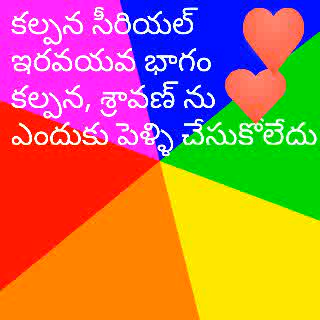 కల్పన సీరియల్
ఇరవయవ భాగం
కల్పన, శ్రావణ్ ను
ఎందుకు పెళ్ళి చేసుకోలేదు